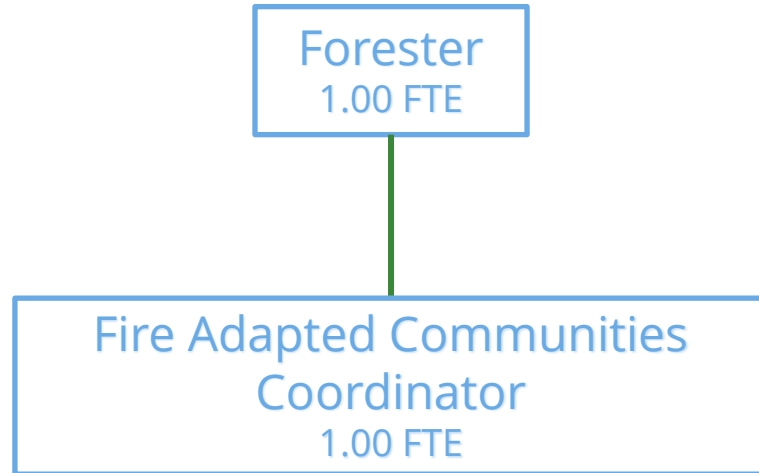 Forester
1.00 FTE
Fire Adapted Communities
Coordinator
1.00 FTE